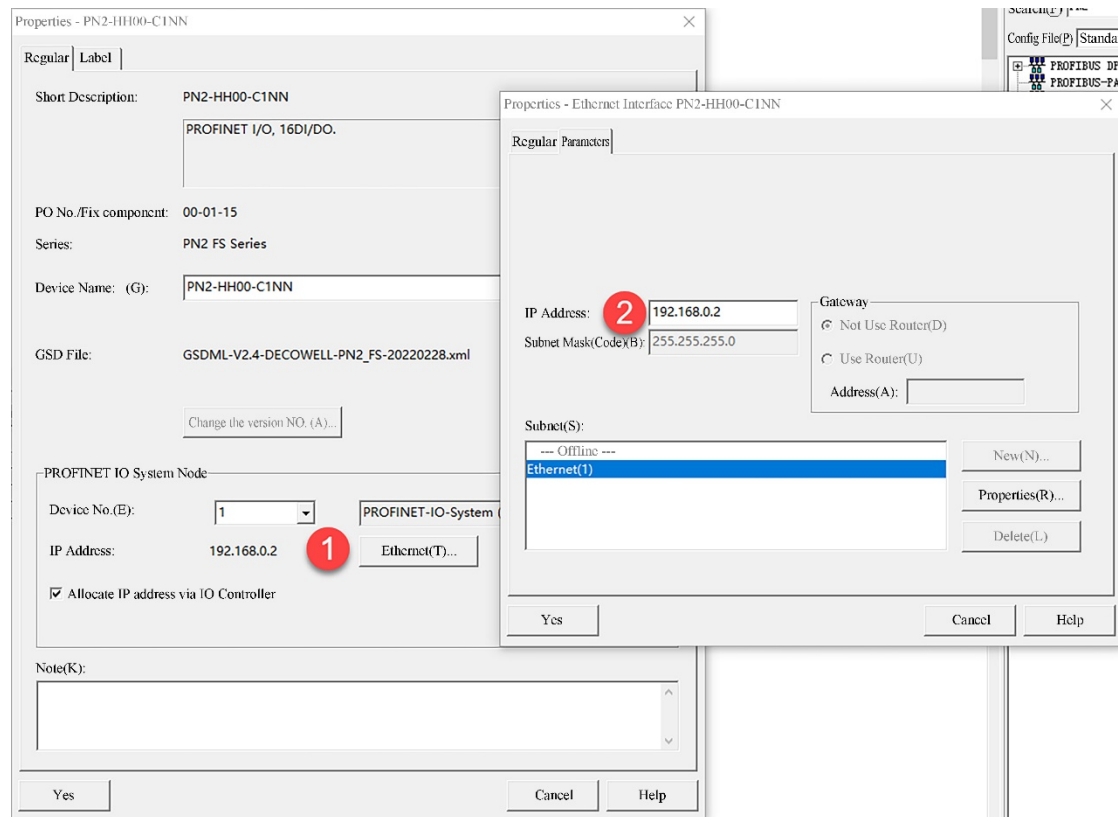 Properties - PN2-HH00-C1NN
Regular Label
Short Description: PN2-HH00-C1NN
PROFINET I/O, 16DI/DO.
PO No./Fix component: 00-01-15
Series: PN2 FS Series
Device Name: (G): PN2-HH00-C1NN
GSD File: GSDML-V2.4-DECOWELL-PN2_FS-20220228.xml
Change the version NO. (A)...
PROFINET IO System Node
Device No.(E): 1 PROFINET-IO-System (
IP Address: 192.168.0.2 1 Ethernet(T)...
Allocate IP address via IO Controller
Note(K):
Yes Cancel Help
Properties - Ethernet Interface PN2-HH00-C1NN
Regular Parameters
IP Address: 2 192.168.0.2
Subnet Mask(Code)(B): 255.255.255.0
Gateway
Not Use Router(D)
Use Router(U)
Address(A):
Subnet(S):
--- Offline ---
Ethernet(1)
New(N)...
Properties(R)...
Delete(L)
Yes Cancel Help
Search(F)
Config File(P) Standa
PROFIBUS DP
PROFIBUS-PA